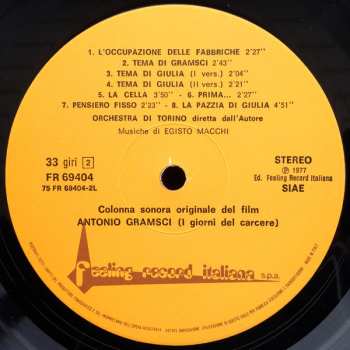 1. L'OCCUPAZIONE DELLE FABBRICHE 2'27''
2. TEMA DI GRAMSCI 2'43''
3. TEMA DI GIULIA (I vers.) 2'04''
4. TEMA DI GIULIA (II vers.) 2'21''
5. LA CELLA 3'50'' - 6. PRIMA... 2'27''
7. PENSIERO FISSO 2'23'' - 8. LA PAZZIA DI GIULIA 4'51''
ORCHESTRA DI TORINO diretta dall'Autore
Musiche di EGISTO MACCHI
33 giri 2
FR 69404
75 FR 69404-2L
STEREO
Ⓟ 1977
Ed. Feeling Record Italiana
SIAE
Colonna sonora originale del film
ANTONIO GRAMSCI (I giorni del carcere)
feeling record italiana s.p.a.